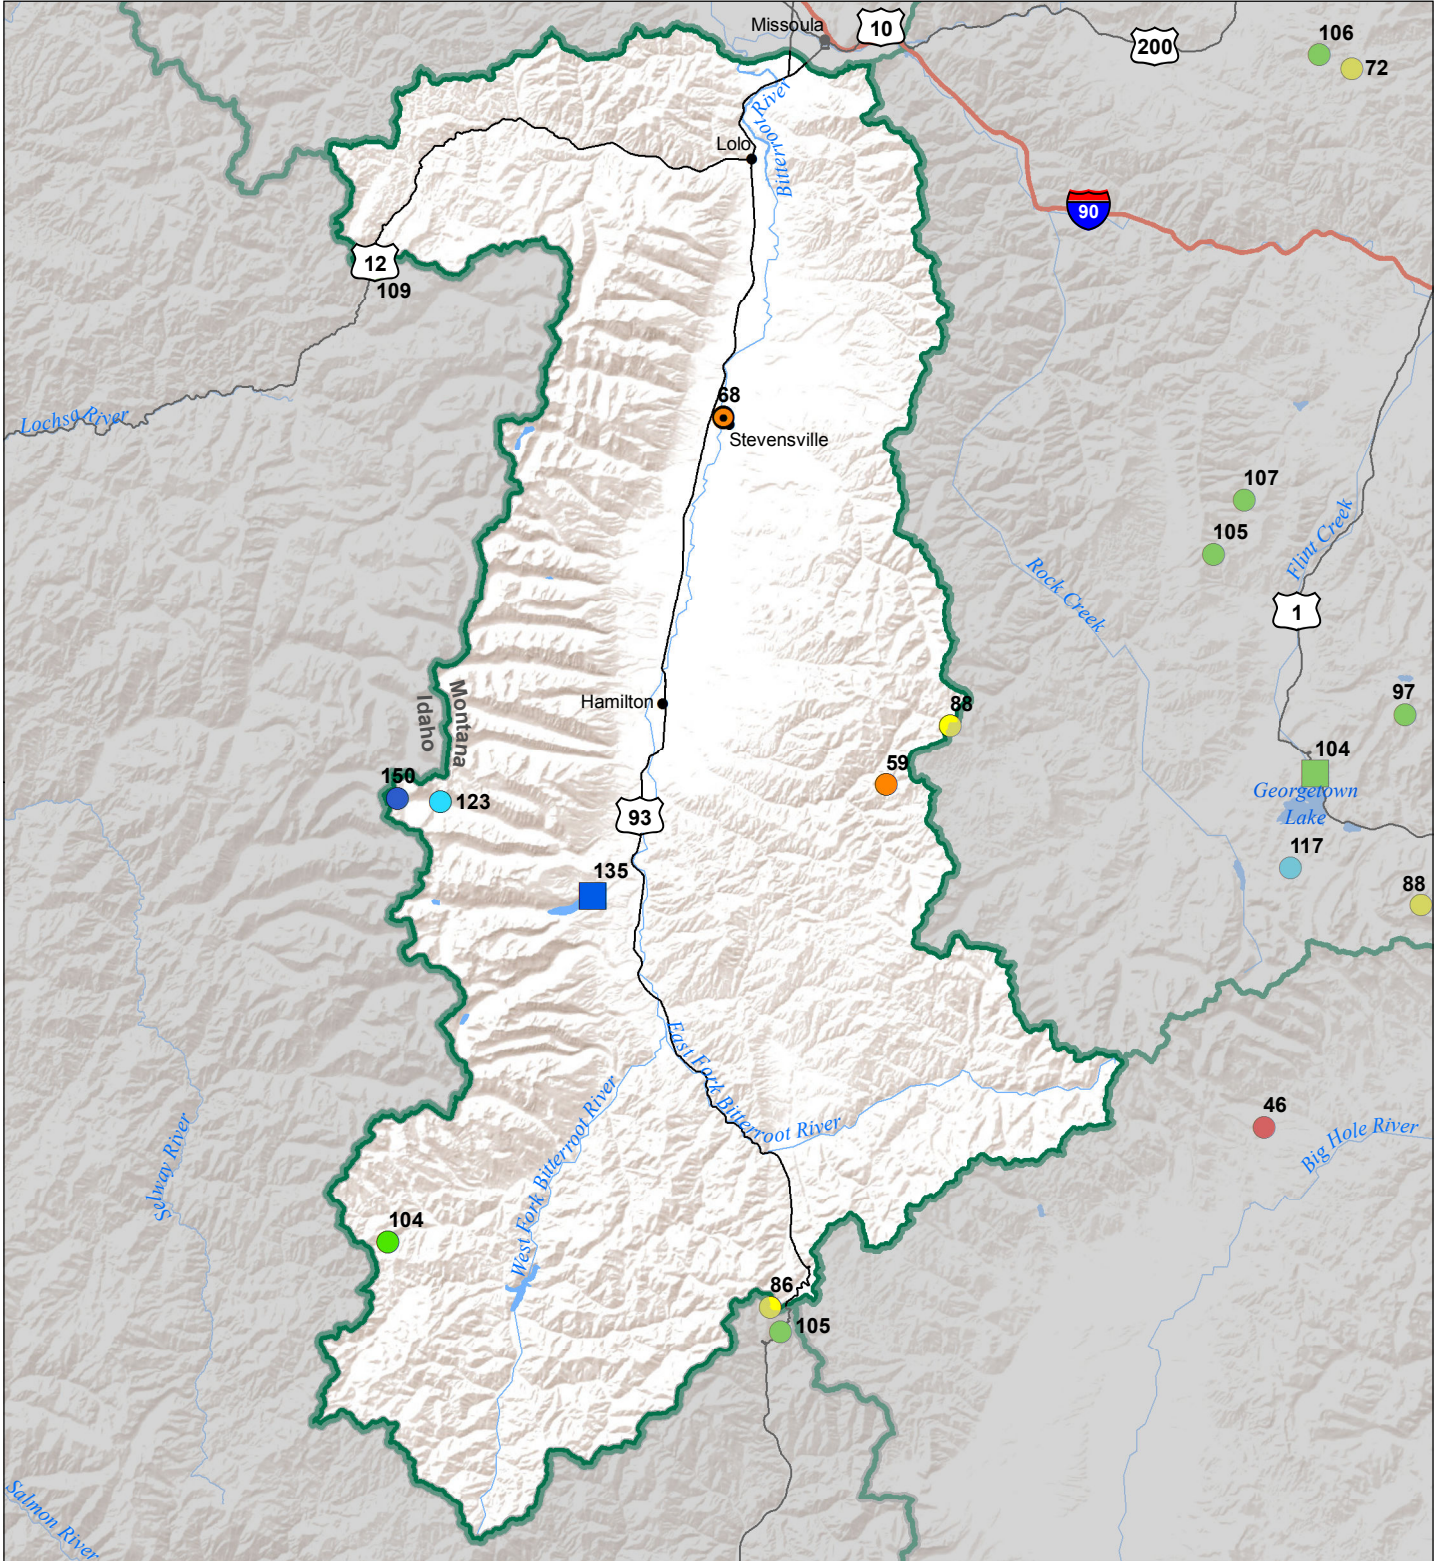 Missoula
10
200
106
72
Bitterroot River
Lolo
90
12
109
Lochsa River
68
Stevensville
107
105
Flint Creek
Rock Creek
1
Montana
Idaho
Hamilton
88
97
59
104
150
123
93
Georgetown
Lake
135
117
88
East Fork Bitterroot River
West Fork Bitterroot River
46
Big Hole River
Selway River
104
86
105
Salmon River